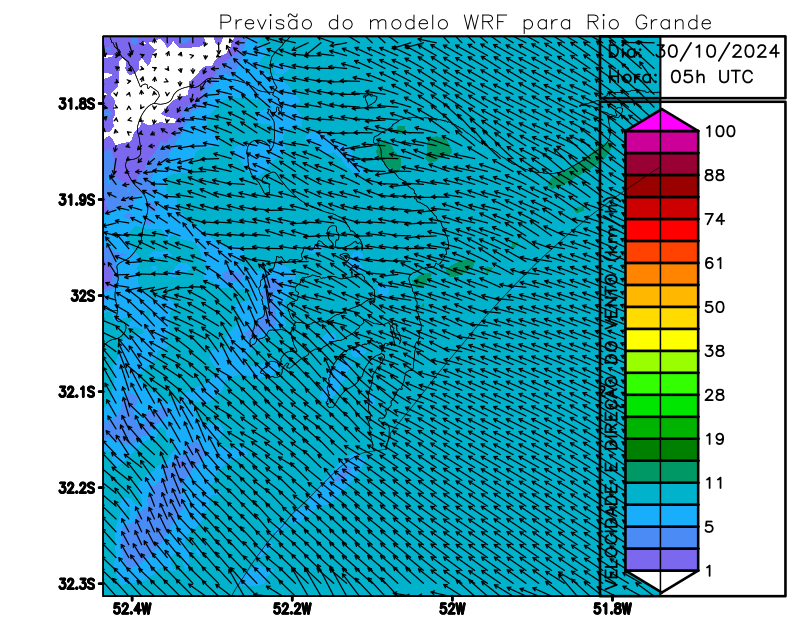 Previsão do modelo WRF para Rio Grande
Dia: 30/10/2024
Hora: 05h UTC
31.8S
31.9S
32S
32.1S
32.2S
32.3S
52.4W
52.2W
52W
51.8W
VELOCIDADE E DIREÇÃO DO VENTO (km/h)
100
88
74
61
50
38
28
19
11
5
1